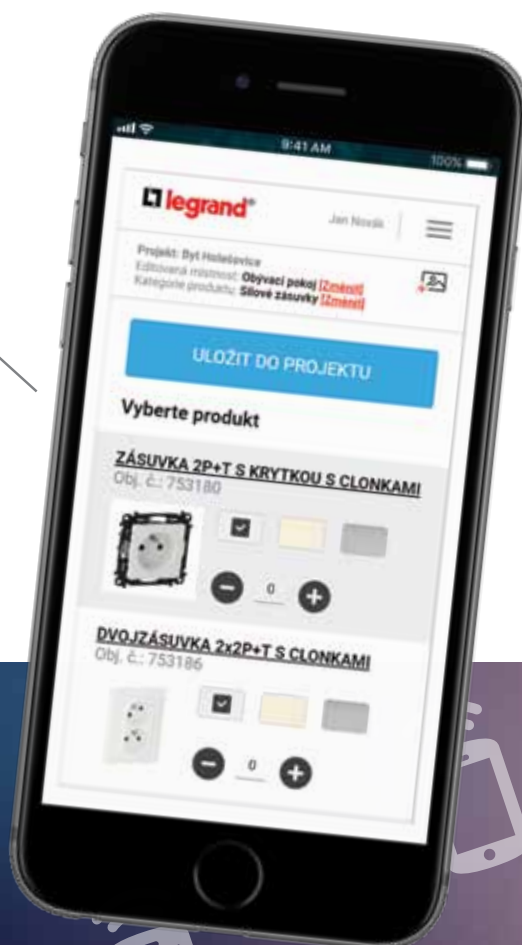 9:41 AM
100%
legrand®
Jan Novák
Projekt: Byt Holešovice
Editovaná místnost: Obývací pokoj [Změnit]
Kategorie produktu: Silové zásuvky [Změnit]
ULOŽIT DO PROJEKTU
Vyberte produkt
ZÁSUVKA 2P+T S KRYTKOU S CLONKAMI
Obj. č.: 753180
0
DVOJZÁSUVKA 2x2P+T S CLONKAMI
Obj. č.: 753186
0